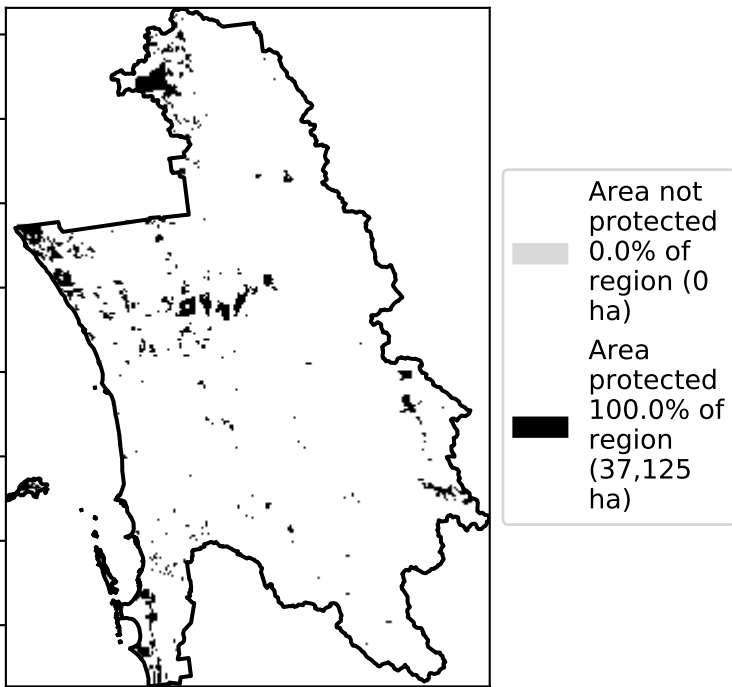 Area not
protected
0.0% of
region (0
ha)
Area
protected
100.0% of
region
(37,125
ha)